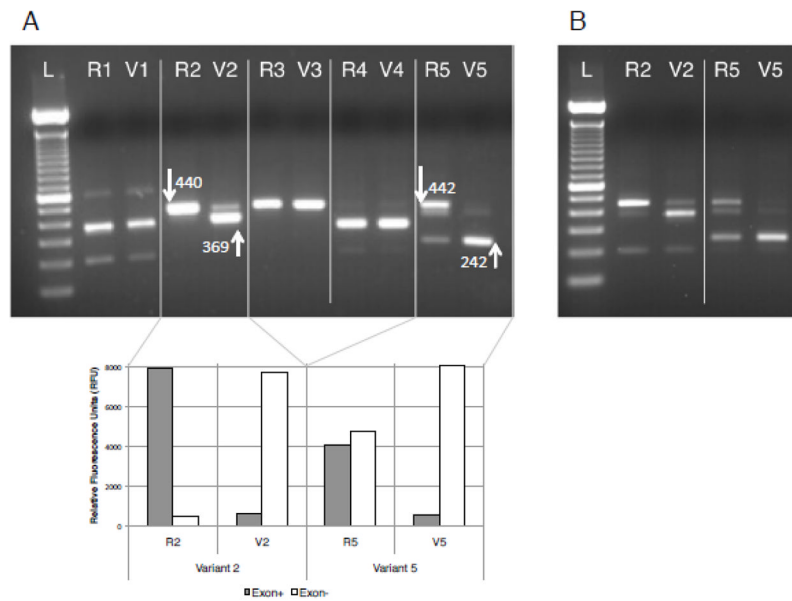 A
B
L R1 V1 R2 V2 R3 V3 R4 V4 R5 V5
L R2 V2 R5 V5
440
442
369
242
Relative Fluorescence Units (RFU)
8000
6000
4000
2000
0
R2 V2 R5 V5
Variant 2 Variant 5
Exon+ Exon-